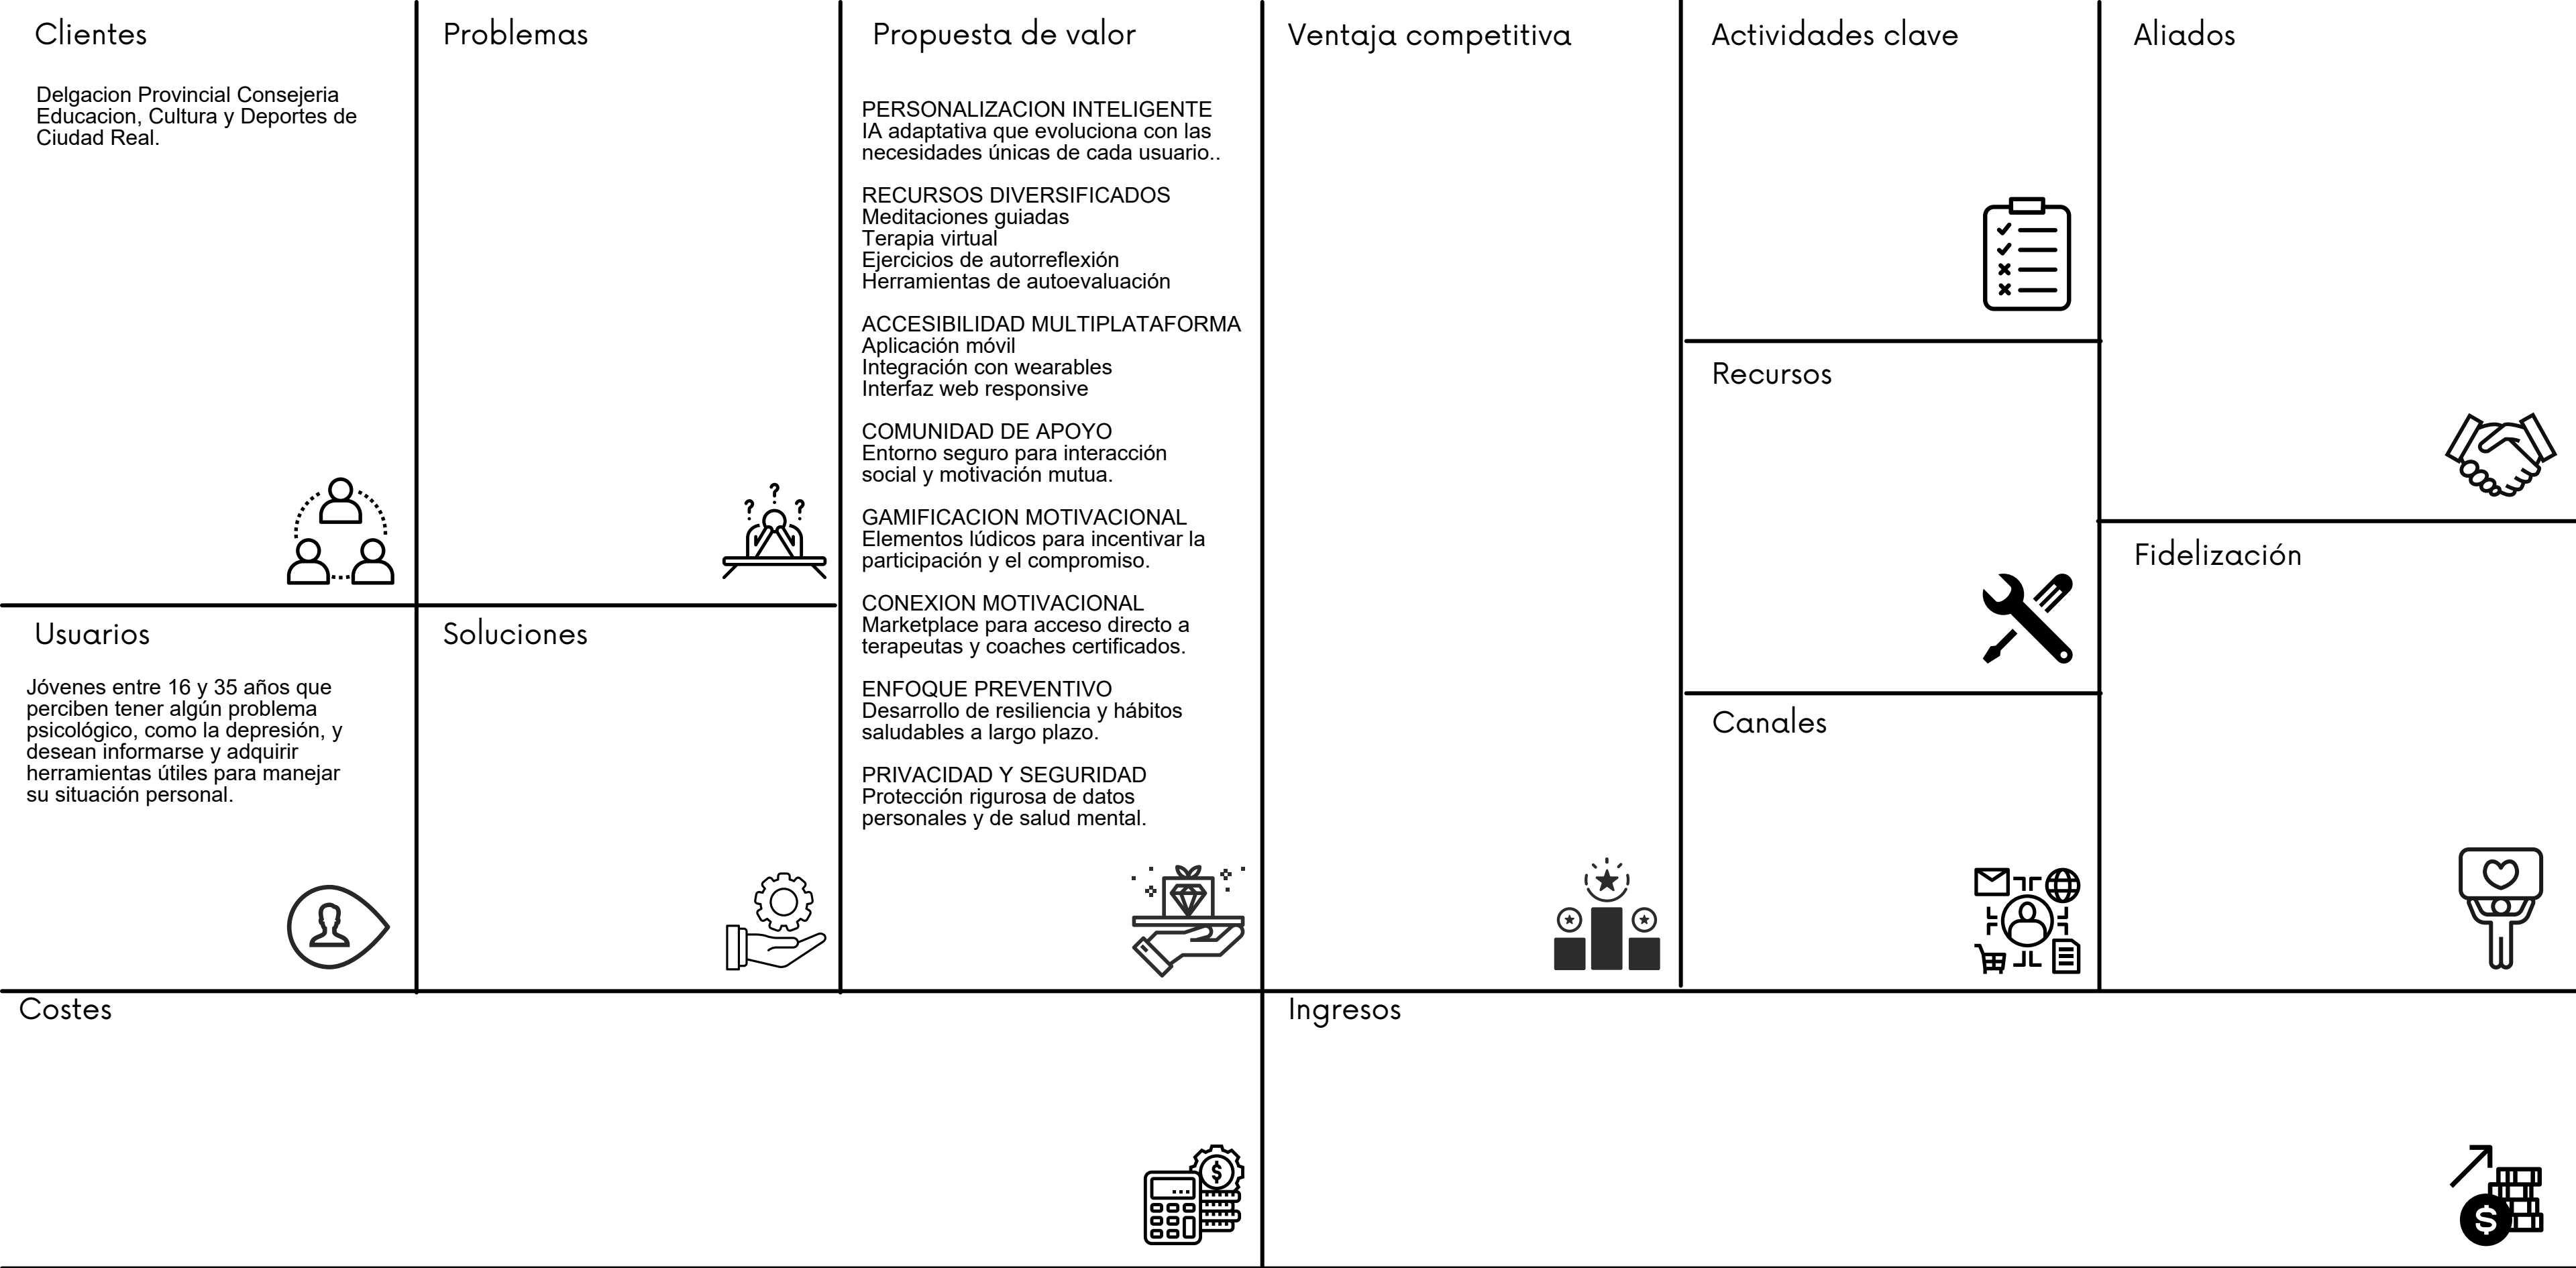 Clientes
Delgacion Provincial Consejeria
Educacion, Cultura y Deportes de
Ciudad Real.
Usuarios
Jóvenes entre 16 y 35 años que
perciben tener algún problema
psicológico, como la depresión, y
desean informarse y adquirir
herramientas útiles para manejar
su situación personal.
Problemas
? ? ?
Soluciones
Propuesta de valor
PERSONALIZACION INTELIGENTE
IA adaptativa que evoluciona con las
necesidades únicas de cada usuario..
RECURSOS DIVERSIFICADOS
Meditaciones guiadas
Terapia virtual
Ejercicios de autorreflexión
Herramientas de autoevaluación
ACCESIBILIDAD MULTIPLATAFORMA
Aplicación móvil
Integración con wearables
Interfaz web responsive
COMUNIDAD DE APOYO
Entorno seguro para interacción
social y motivación mutua.
GAMIFICACION MOTIVACIONAL
Elementos lúdicos para incentivar la
participación y el compromiso.
CONEXION MOTIVACIONAL
Marketplace para acceso directo a
terapeutas y coaches certificados.
ENFOQUE PREVENTIVO
Desarrollo de resiliencia y hábitos
saludables a largo plazo.
PRIVACIDAD Y SEGURIDAD
Protección rigurosa de datos
personales y de salud mental.
Ventaja competitiva
Actividades clave
Recursos
Canales
Aliados
Fidelización
Costes
$
Ingresos
$